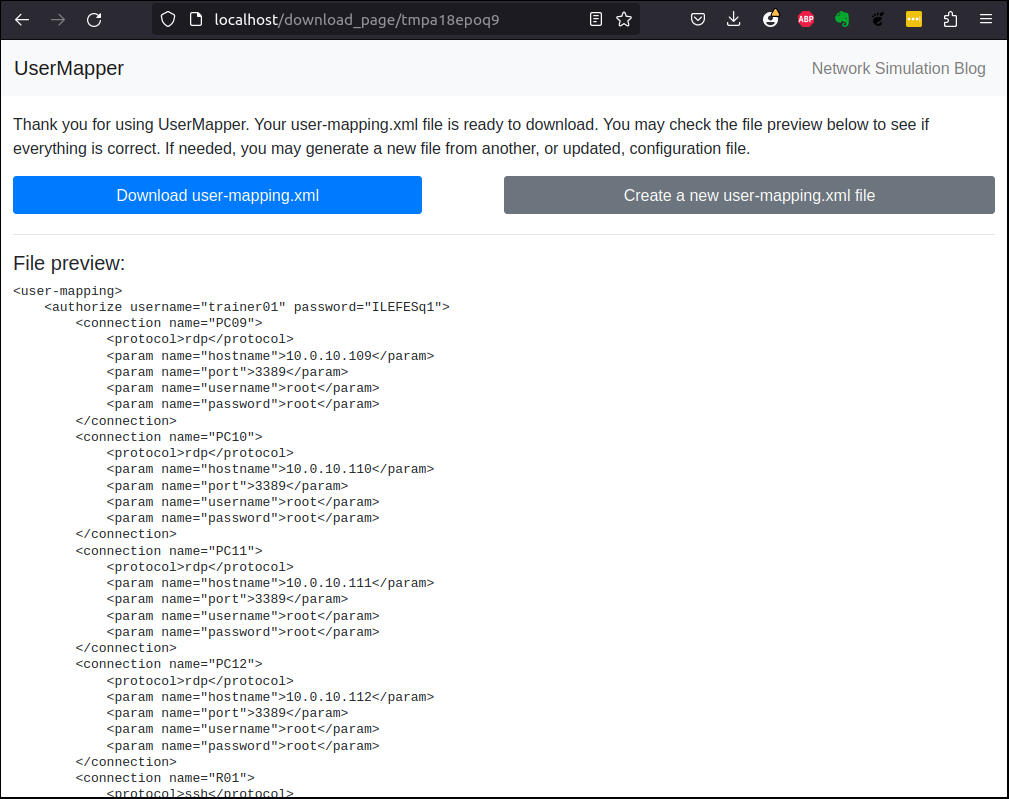 localhost/download_page/tmpa18epoq9
ABP
UserMapper
Network Simulation Blog
Thank you for using UserMapper. Your user-mapping.xml file is ready to download. You may check the file preview below to see if
everything is correct. If needed, you may generate a new file from another, or updated, configuration file.
Download user-mapping.xml
Create a new user-mapping.xml file
File preview:
<user-mapping>
    <authorize username="trainer01" password="ILEFESq1">
        <connection name="PC09">
            <protocol>rdp</protocol>
            <param name="hostname">10.0.10.109</param>
            <param name="port">3389</param>
            <param name="username">root</param>
            <param name="password">root</param>
        </connection>
        <connection name="PC10">
            <protocol>rdp</protocol>
            <param name="hostname">10.0.10.110</param>
            <param name="port">3389</param>
            <param name="username">root</param>
            <param name="password">root</param>
        </connection>
        <connection name="PC11">
            <protocol>rdp</protocol>
            <param name="hostname">10.0.10.111</param>
            <param name="port">3389</param>
            <param name="username">root</param>
            <param name="password">root</param>
        </connection>
        <connection name="PC12">
            <protocol>rdp</protocol>
            <param name="hostname">10.0.10.112</param>
            <param name="port">3389</param>
            <param name="username">root</param>
            <param name="password">root</param>
        </connection>
        <connection name="R01">
            <protocol>ssh</protocol>